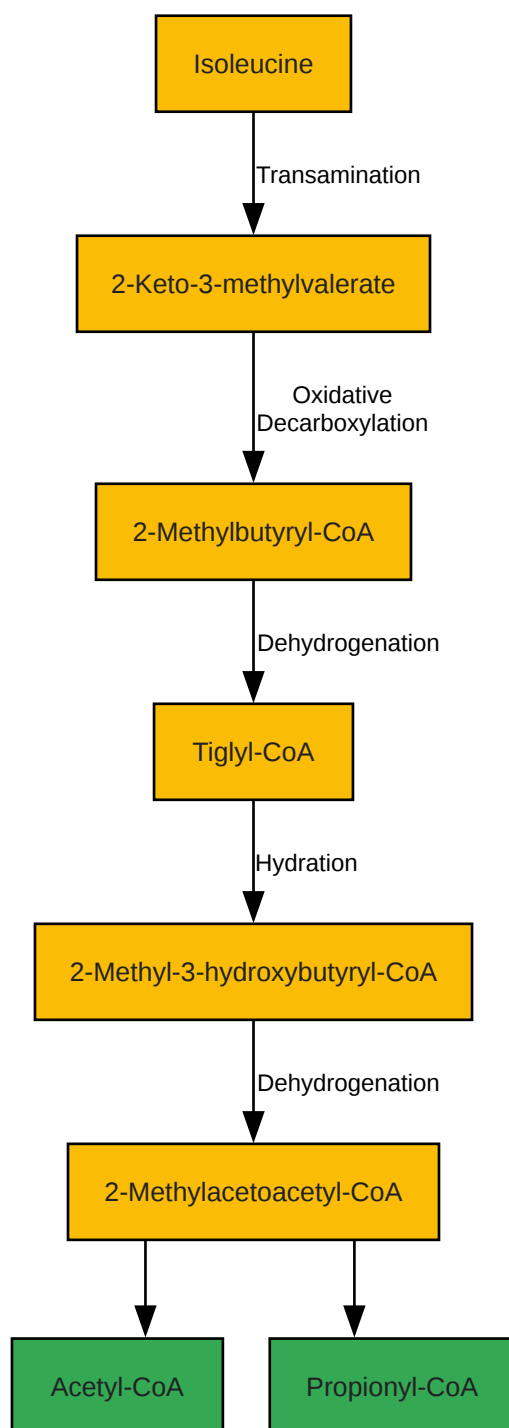 Isoleucine
Transamination
2-Keto-3-methylvalerate
Oxidative
Decarboxylation
2-Methylbutyryl-CoA
Dehydrogenation
Tiglyl-CoA
Hydration
2-Methyl-3-hydroxybutyryl-CoA
Dehydrogenation
2-Methylacetoacetyl-CoA
Acetyl-CoA
Propionyl-CoA